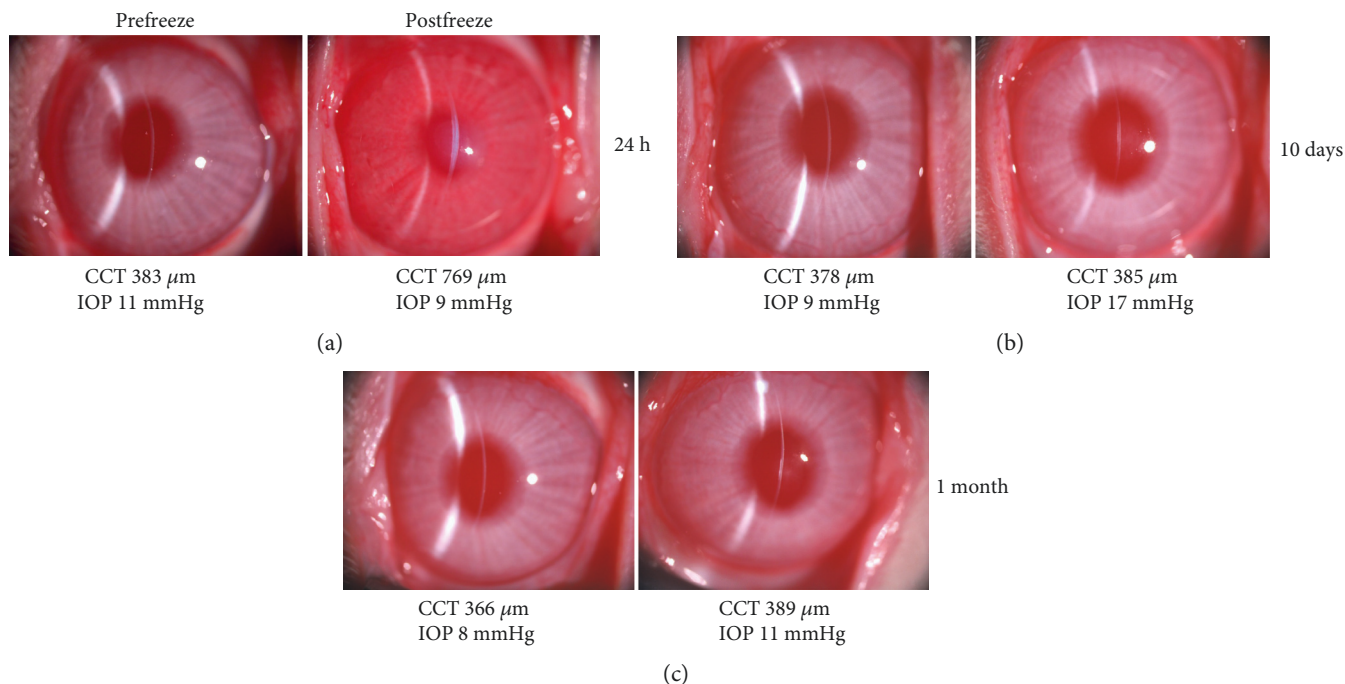 Prefreeze
Postfreeze
24 h
CCT 383 μm
IOP 11 mmHg
CCT 769 μm
IOP 9 mmHg
(a)
10 days
CCT 378 μm
IOP 9 mmHg
CCT 385 μm
IOP 17 mmHg
(b)
1 month
CCT 366 μm
IOP 8 mmHg
CCT 389 μm
IOP 11 mmHg
(c)